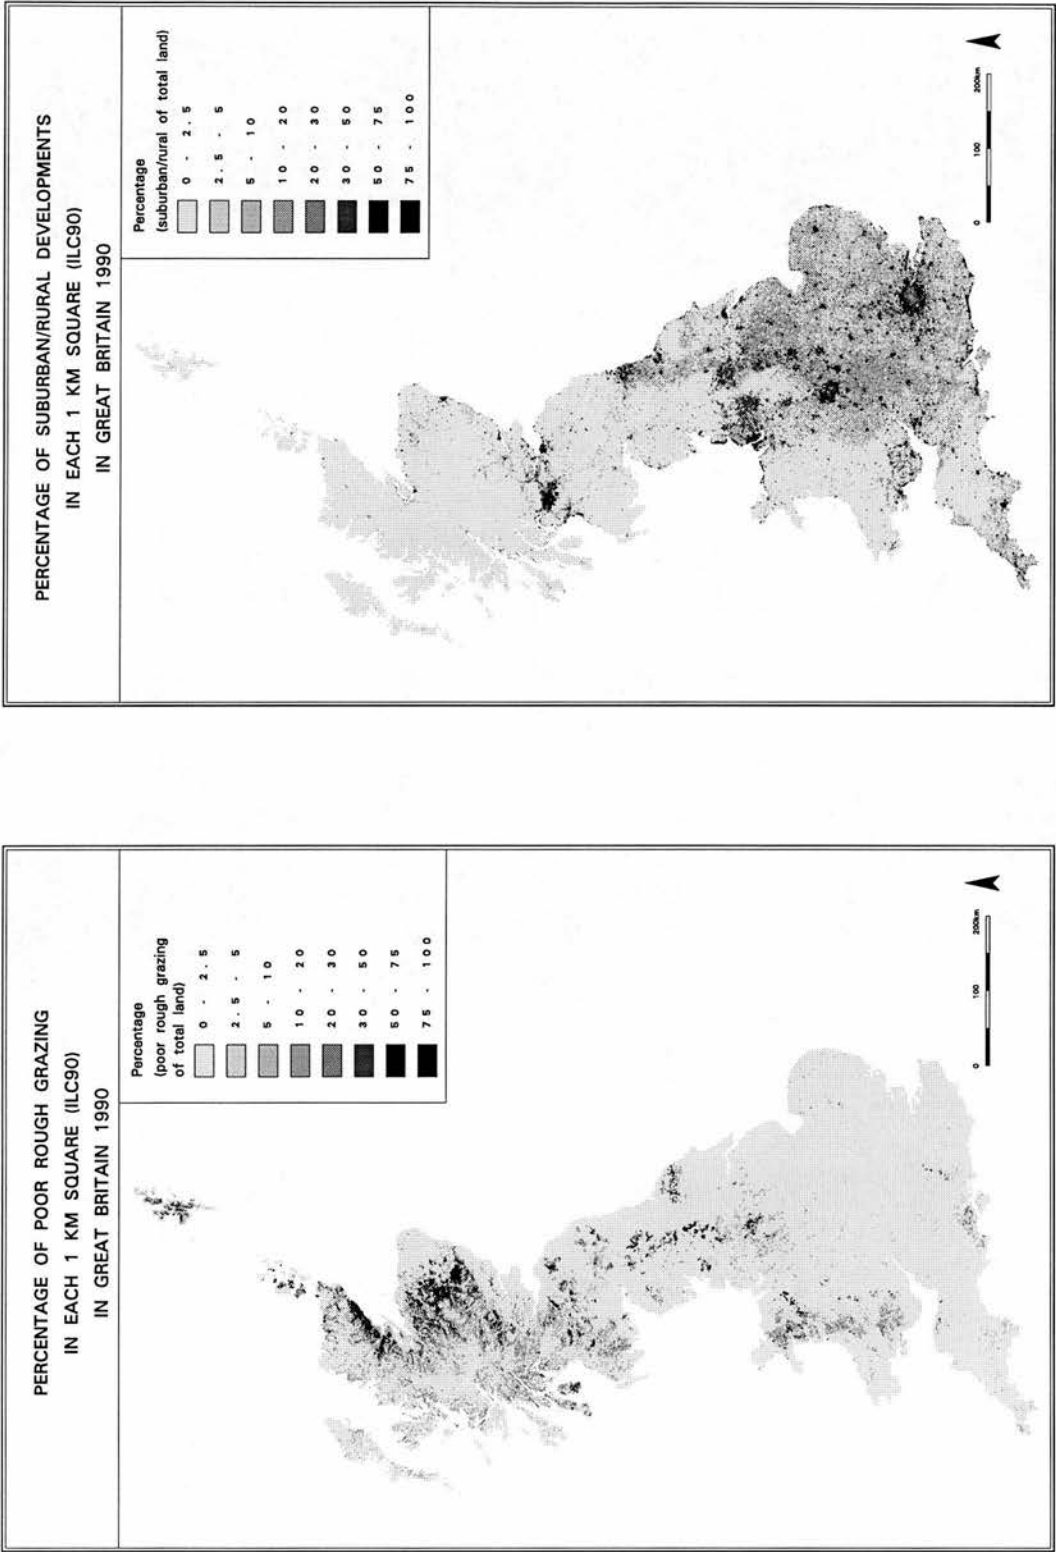 PERCENTAGE OF POOR ROUGH GRAZING
IN EACH 1 KM SQUARE (ILC90)
IN GREAT BRITAIN 1990
Percentage
(poor rough grazing
of total land)
0 - 2.5
2.5 - 5
5 - 10
10 - 20
20 - 30
30 - 50
50 - 75
75 - 100
0 100 200km
PERCENTAGE OF SUBURBAN/RURAL DEVELOPMENTS
IN EACH 1 KM SQUARE (ILC90)
IN GREAT BRITAIN 1990
Percentage
(suburban/rural of total land)
0 - 2.5
2.5 - 5
5 - 10
10 - 20
20 - 30
30 - 50
50 - 75
75 - 100
0 100 200km